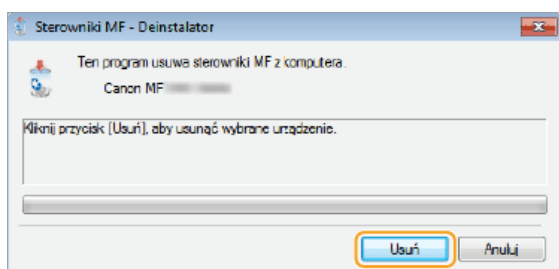 Sterowniki MF - Deinstalator
Ten program usuwa sterowniki MF z komputera.
Canon MF
Kliknij przycisk [Usuń], aby usunąć wybrane urządzenie.
Usuń
Anuluj